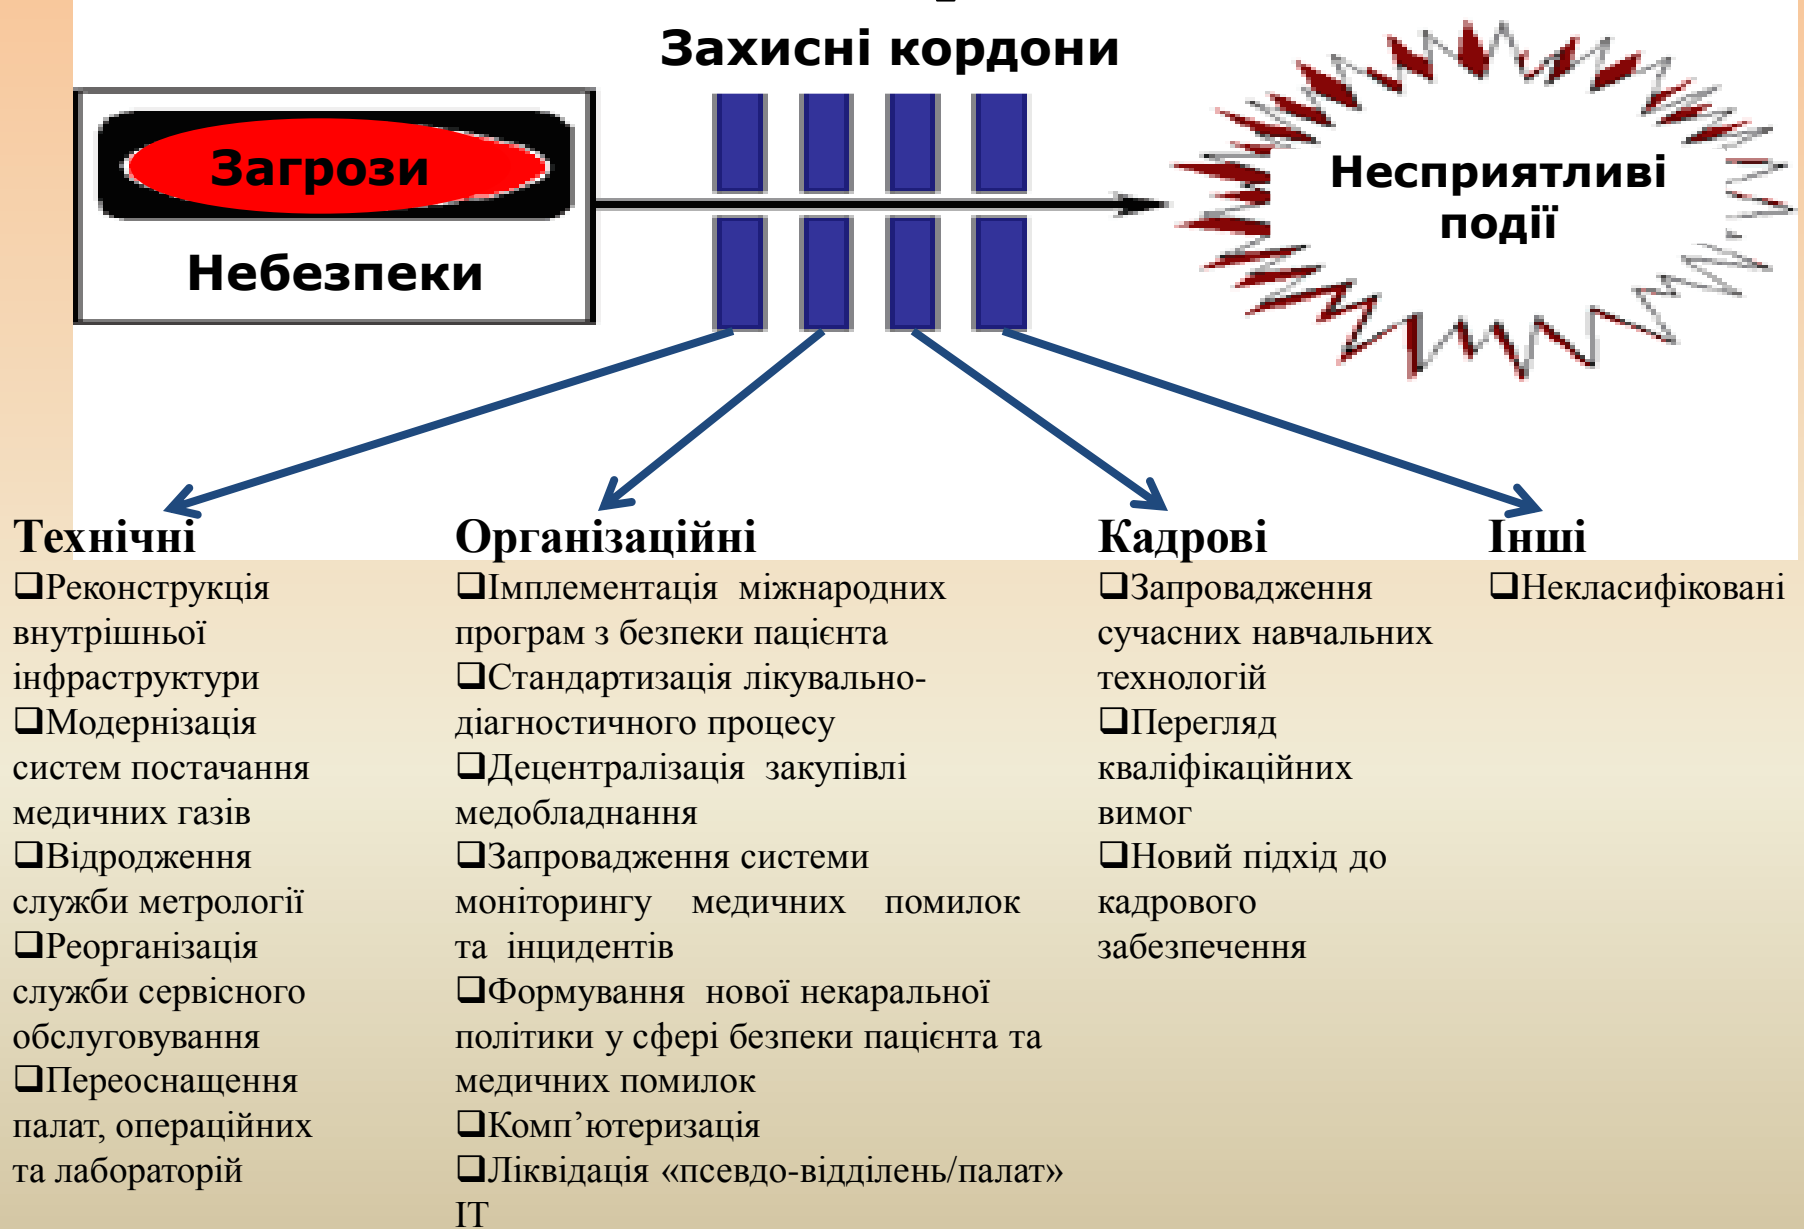 Захисні кордони
Загрози
Небезпеки
Несприятливі
події
Технічні
❑Реконструкція
внутрішньої
інфраструктури
❑Модернізація
систем постачання
медичних газів
❑Відродження
служби метрології
❑Реорганізація
служби сервісного
обслуговування
❑Переоснащення
палат, операційних
та лабораторій
Організаційні
❑Імплементація міжнародних
програм з безпеки пацієнта
❑Стандартизація лікувально-
діагностичного процесу
❑Децентралізація закупівлі
медобладнання
❑Запровадження системи
моніторингу медичних помилок
та інцидентів
❑Формування нової некаральної
політики у сфері безпеки пацієнта та
медичних помилок
❑Комп’ютеризація
❑Ліквідація «псевдо-відділень/палат»
ІТ
Кадрові
❑Запровадження
сучасних навчальних
технологій
❑Перегляд
кваліфікаційних
вимог
❑Новий підхід до
кадрового
забезпечення
Інші
❑Некласифіковані